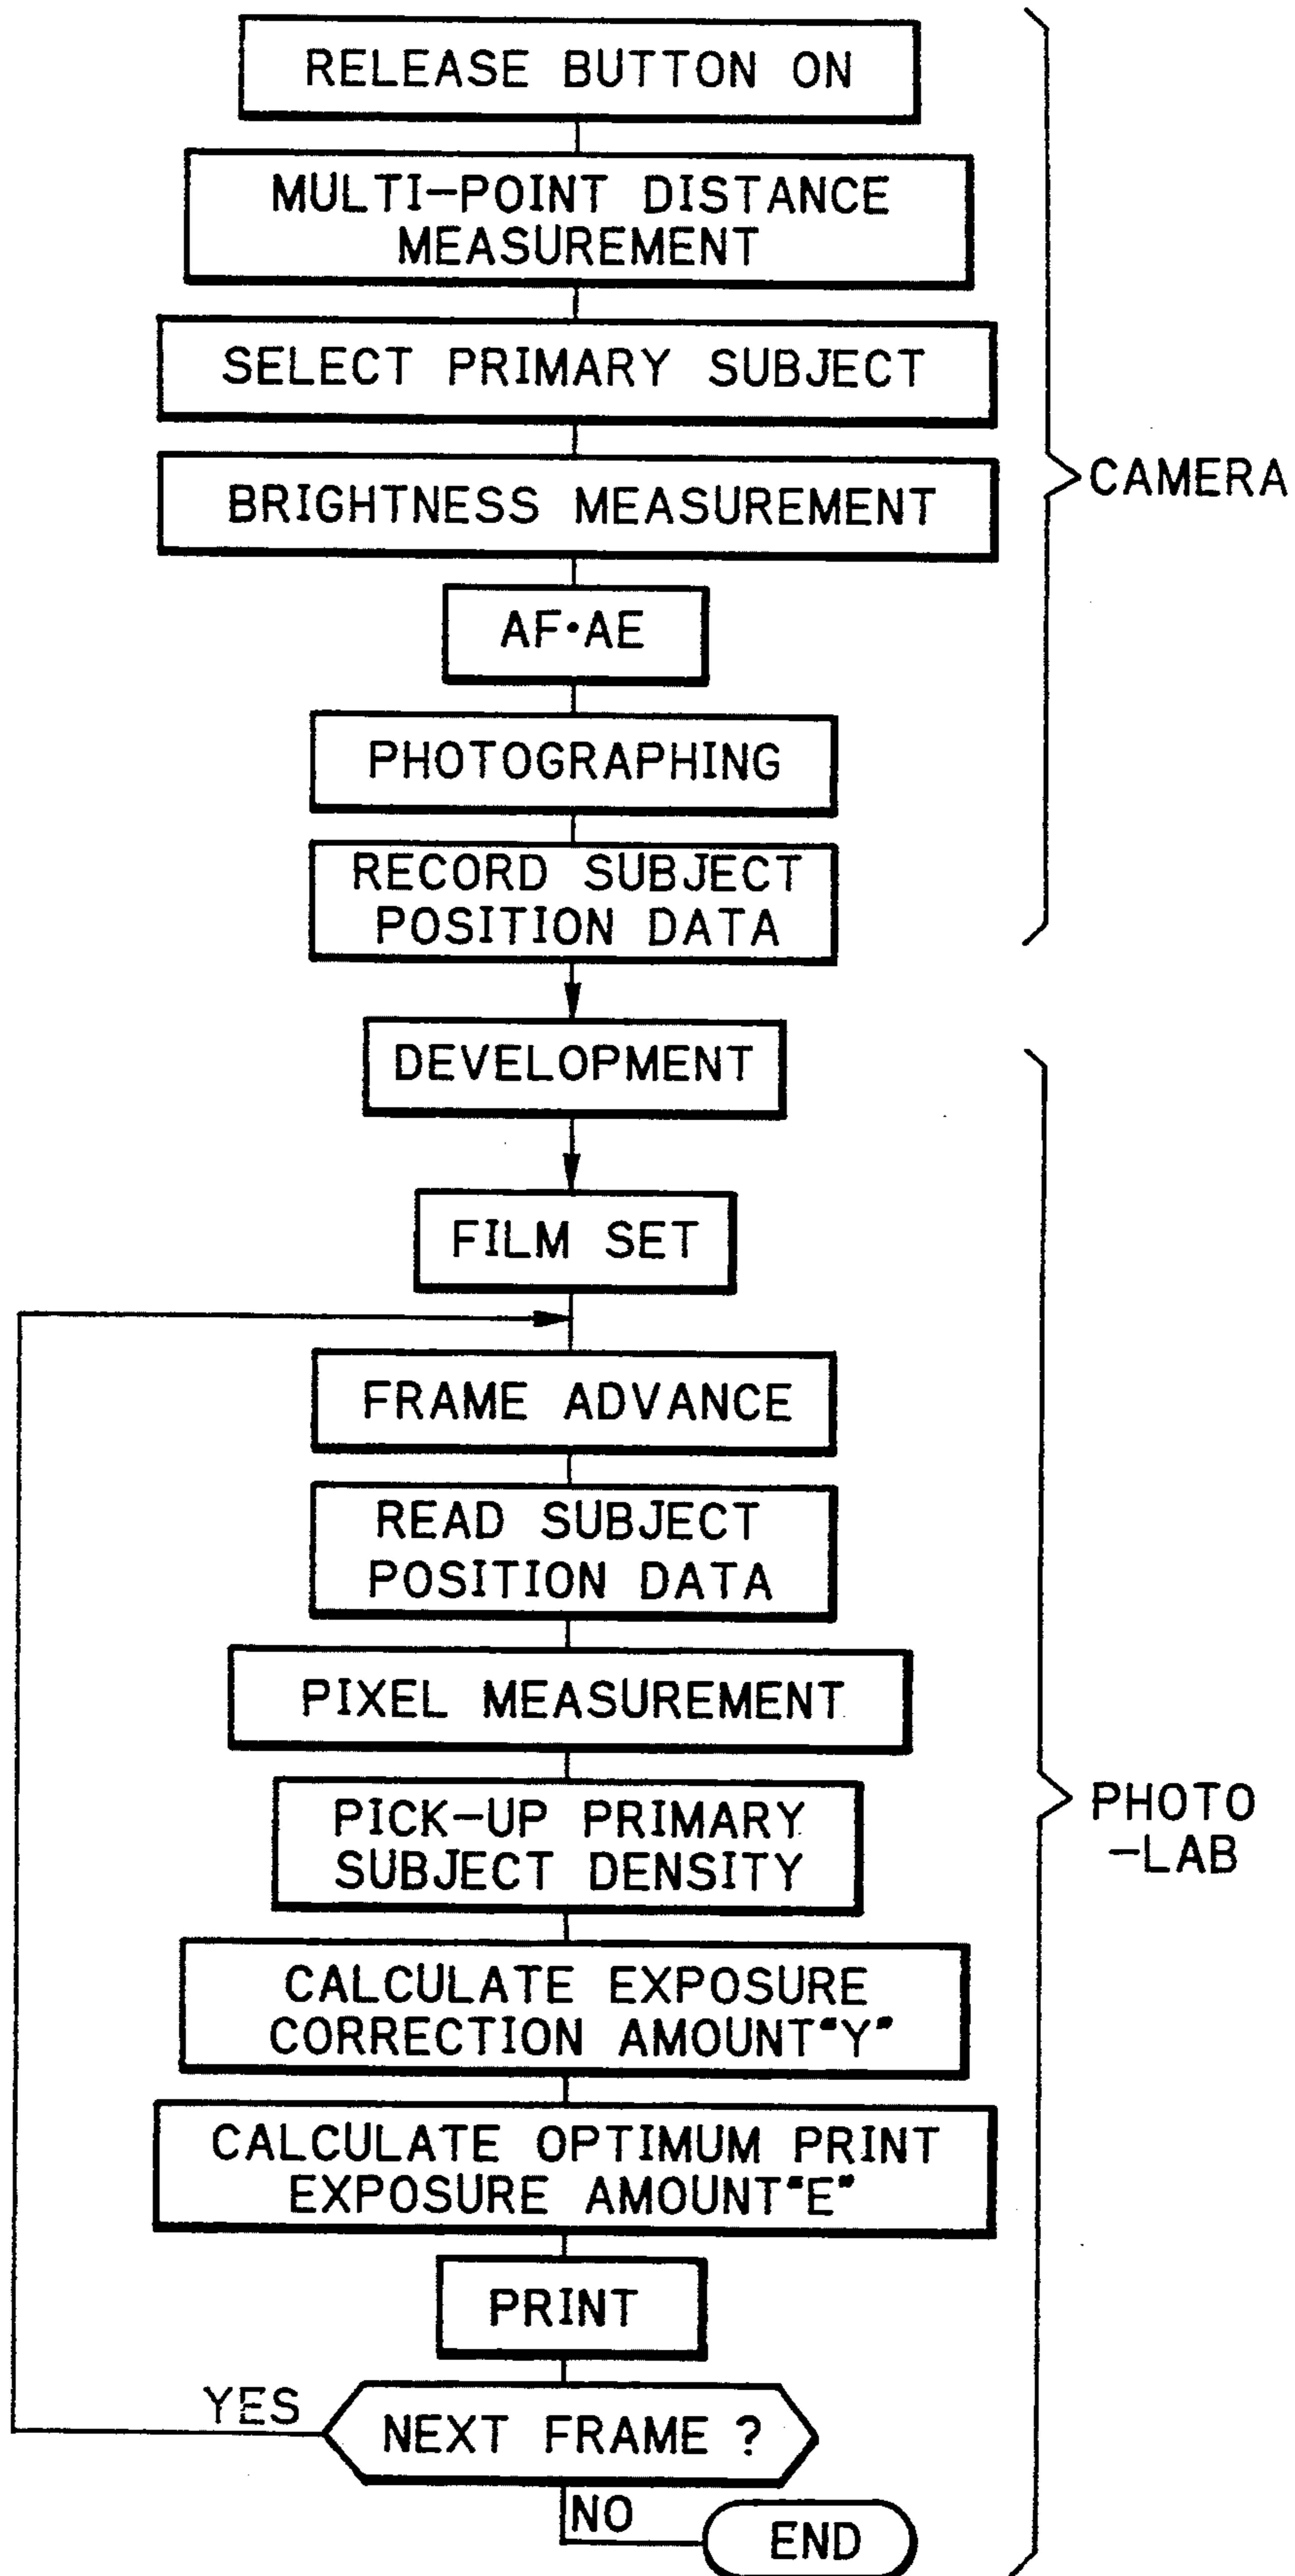 RELEASE BUTTON ON
MULTI-POINT DISTANCE
MEASUREMENT
SELECT PRIMARY SUBJECT
BRIGHTNESS MEASUREMENT
CAMERA
AF·AE
PHOTOGRAPHING
RECORD SUBJECT
POSITION DATA
DEVELOPMENT
FILM SET
FRAME ADVANCE
READ SUBJECT
POSITION DATA
PIXEL MEASUREMENT
PICK-UP PRIMARY
SUBJECT DENSITY
PHOTO
-LAB
CALCULATE EXPOSURE
CORRECTION AMOUNT"Y"
CALCULATE OPTIMUM PRINT
EXPOSURE AMOUNT"E"
PRINT
YES
NEXT FRAME ?
NO
END